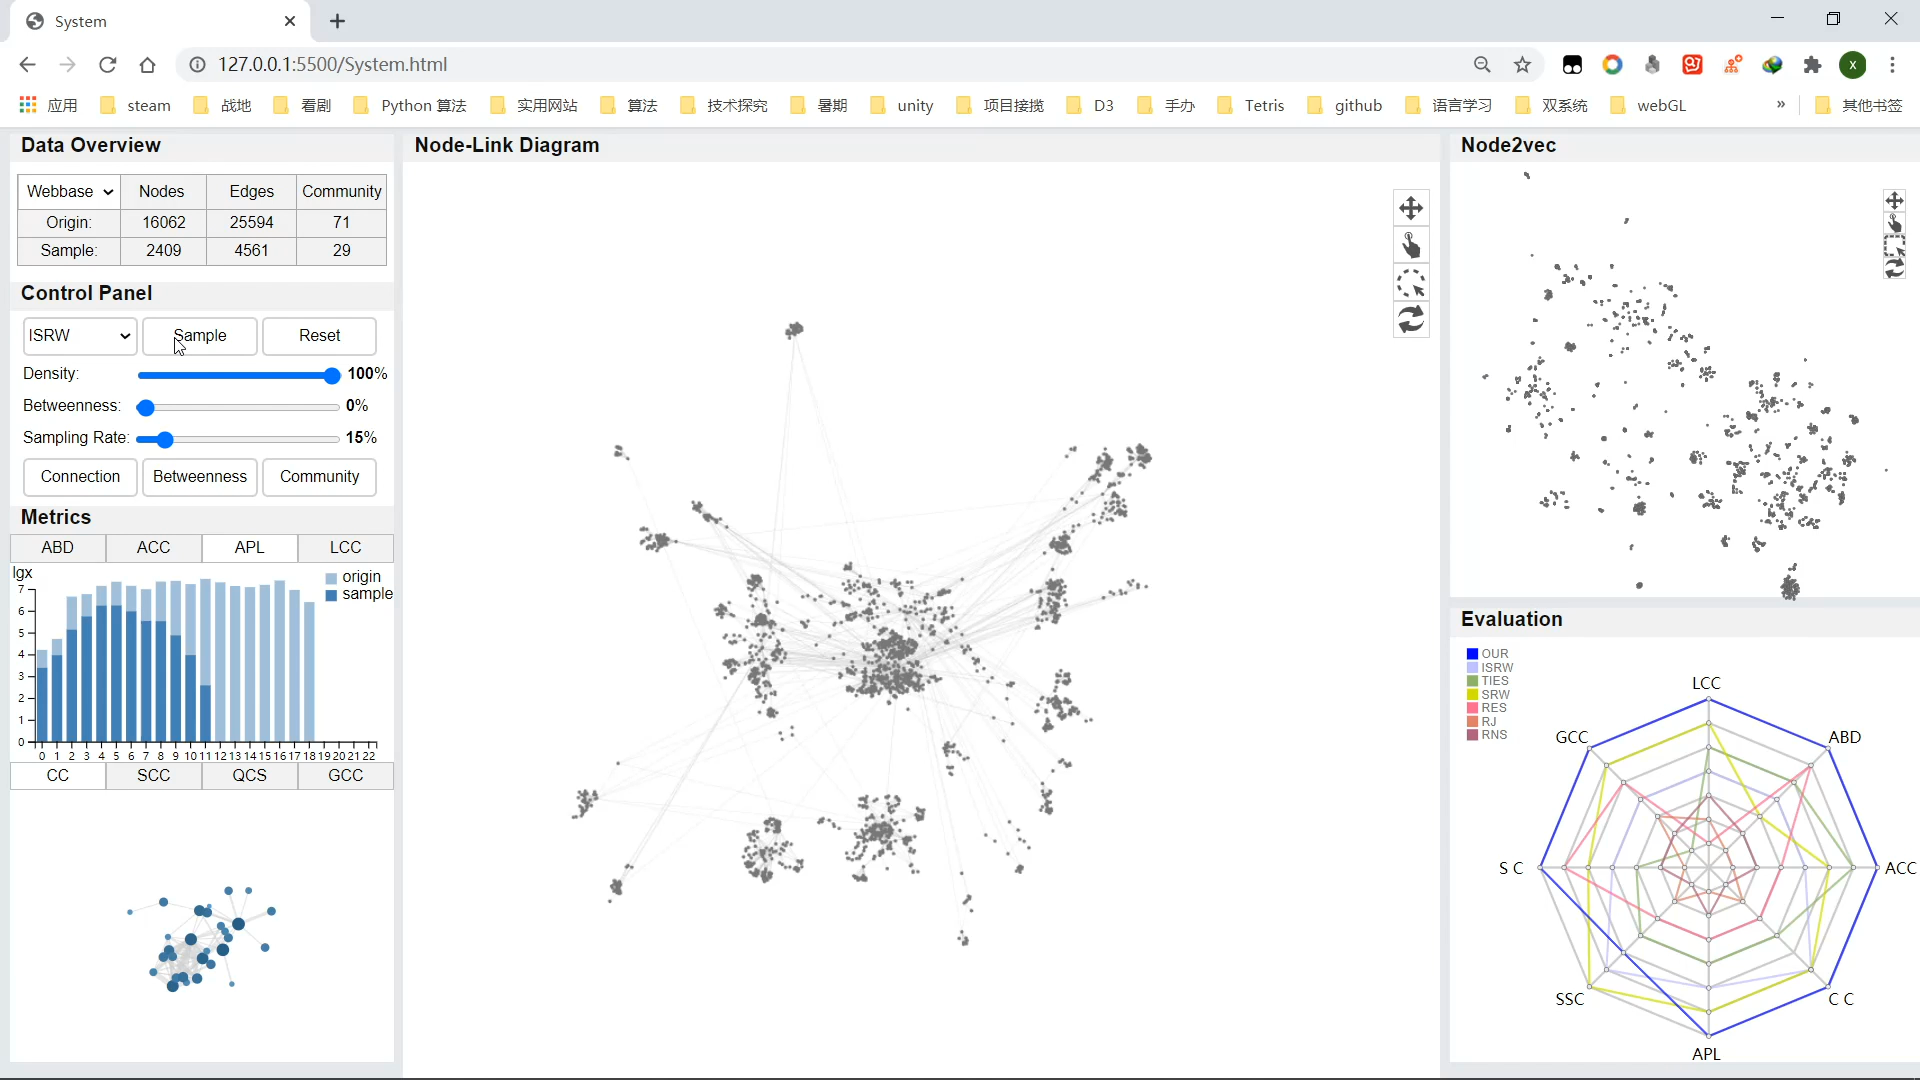 System
127.0.0.1:5500/System.html
X
应用 steam 战地 看剧 Python 算法 实用网站 算法 技术探究 暑期 unity 项目接揽 D3 手办 Tetris github 语言学习 双系统 webGL » 其他书签
Data Overview
Webbase Nodes Edges Community
Origin: 16062 25594 71
Sample: 2409 4561 29
Control Panel
ISRW Sample Reset
Density: 100%
Betweenness: 0%
Sampling Rate: 15%
Connection Betweenness Community
Metrics
ABD ACC APL LCC
lgx
origin
sample
7
6
5
4
3
2
1
0
0 1 2 3 4 5 6 7 8 9 10 11 12 13 14 15 16 17 18 19 20 21 22
CC SCC QCS GCC
Node-Link Diagram
Node2vec
Evaluation
OUR
ISRW
TIES
SRW
RES
RJ
RNS
LCC
GCC ABD
S C ACC
SSC C C
APL